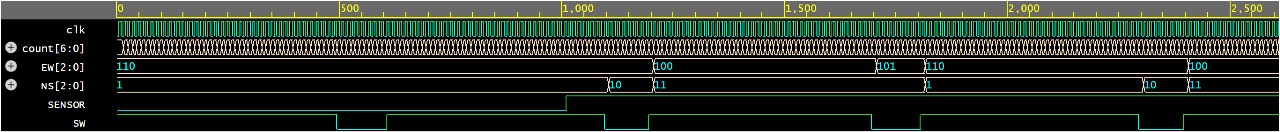 0 500 1,000 1,500 2,000 2,500
clk
count[6:0]
EW[2:0] 110 100 101 110 100
NS[2:0] 1 10 11 1 10 11
SENSOR
SW